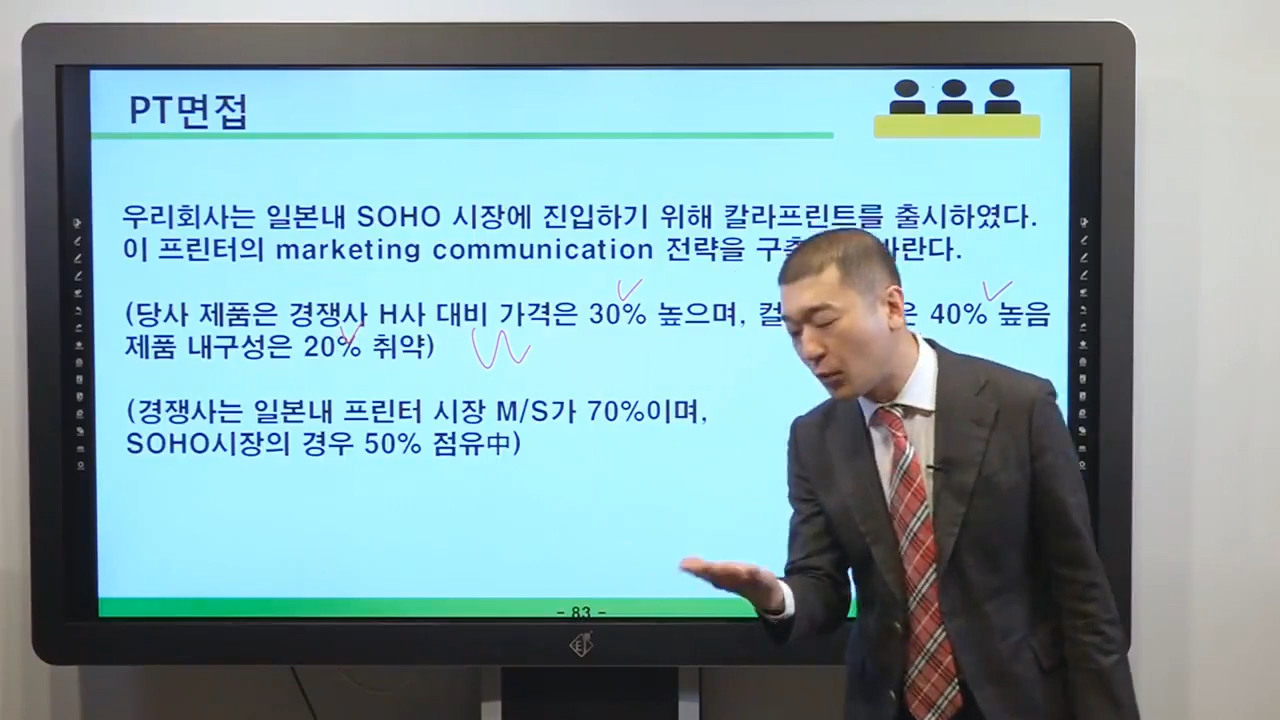 PT면접
우리회사는 일본내 SOHO 시장에 진입하기 위해 칼라프린트를 출시하였다.
이 프린터의 marketing communication 전략을 바란다.
(당사 제품은 경쟁사 H사 대비 가격은 30% 높으며, 40% 높음
제품 내구성은 20% 취약)
(경쟁사는 일본내 프린터 시장 M/S가 70%이며,
SOHO시장의 경우 50% 점유中)
- 83 -